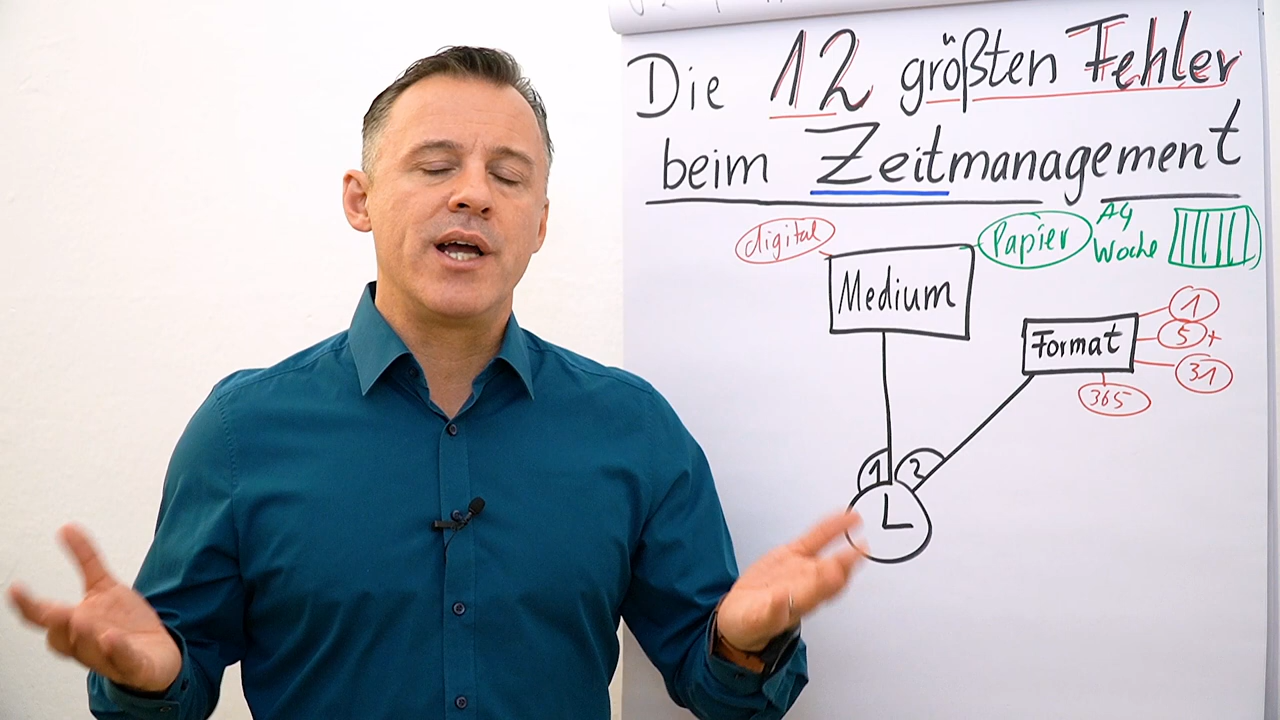 Die 12 größten Fehler
beim Zeitmanagement
digital
Papier
A4
Woche
Medium
Format
1
5+
31
365
1
2